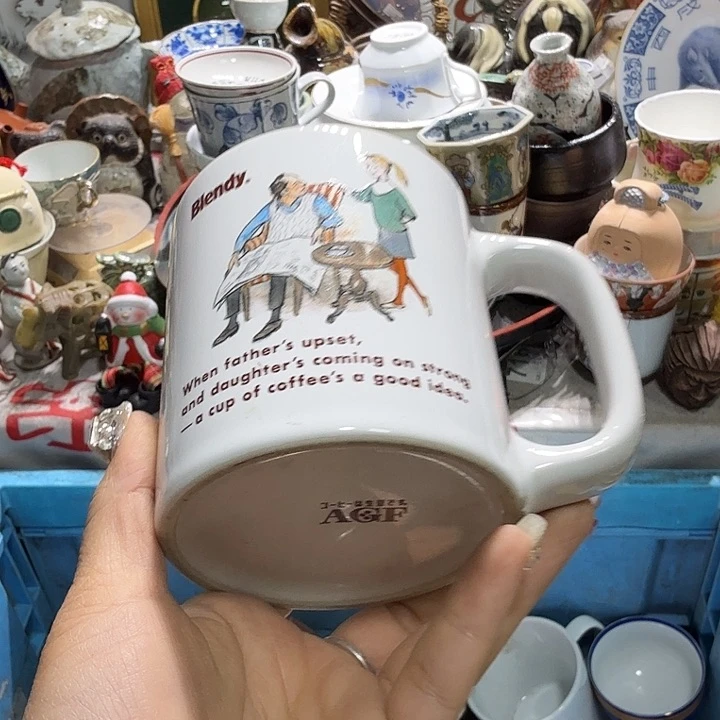 Blendy.
When father's upset,
and daughter's coming on strong
—a cup of coffee's a good idea.
AGF